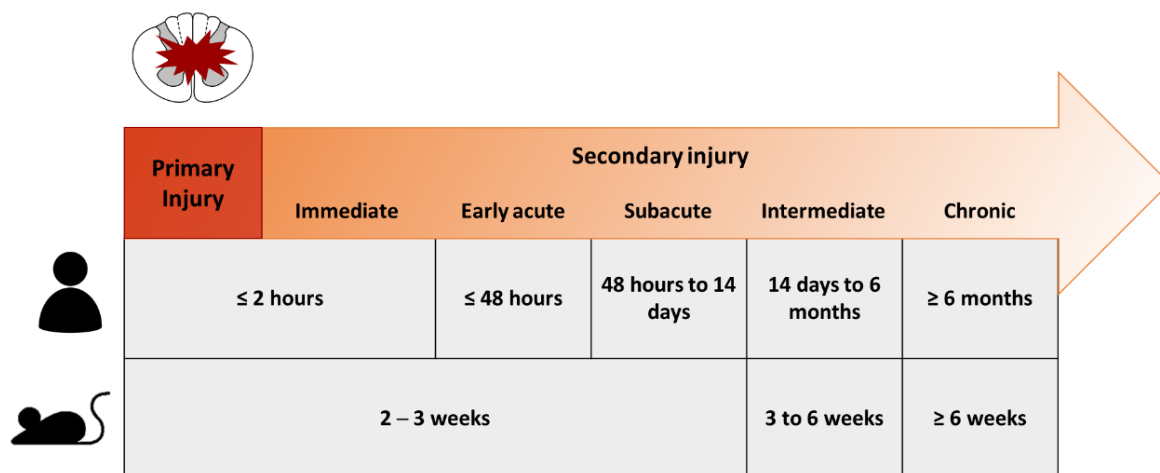 Primary
Injury
Secondary injury
Immediate
Early acute
Subacute
Intermediate
Chronic
≤ 2 hours
≤ 48 hours
48 hours to 14
days
14 days to 6
months
≥ 6 months
2 – 3 weeks
3 to 6 weeks
≥ 6 weeks